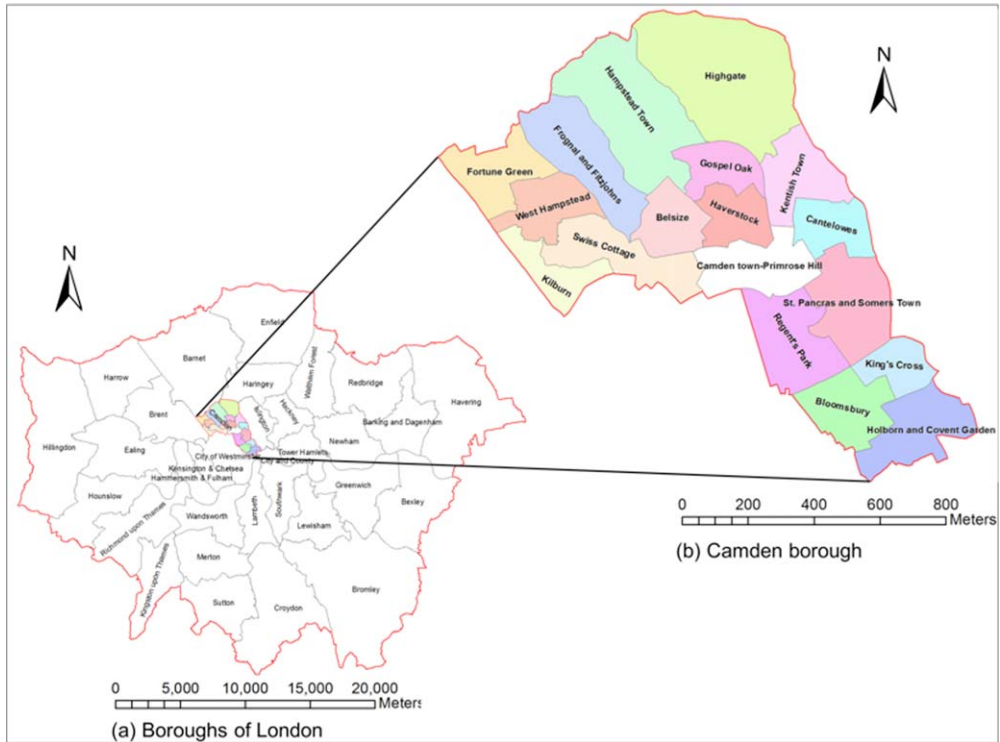 N
Highgate
Hampstead Town
Frognal and Fitzjohns
Fortune Green
Gospel Oak
Kentish Town
West Hampstead
Belsize
Haverstock
Cantelowes
Swiss Cottage
Camden town-Primrose Hill
Kilburn
St. Pancras and Somers Town
Regent's Park
King's Cross
Bloomsbury
Holborn and Covent Garden
0 200 400 600 800
Meters
(b) Camden borough
N
Enfield
Barnet
Harrow
Haringey
Waltham Forest
Redbridge
Havering
Brent
Camden
Islington
Hackney
Barking and Dagenham
Hillingdon
Ealing
Newham
City of Westminster
Tower Hamlets
City and County
Kensington & Chelsea
Hammersmith & Fulham
Hounslow
Greenwich
Bexley
Richmond upon Thames
Wandsworth
Lambeth
Southwark
Lewisham
Kingston upon Thames
Merton
Sutton
Croydon
Bromley
0 5,000 10,000 15,000 20,000
Meters
(a) Boroughs of London